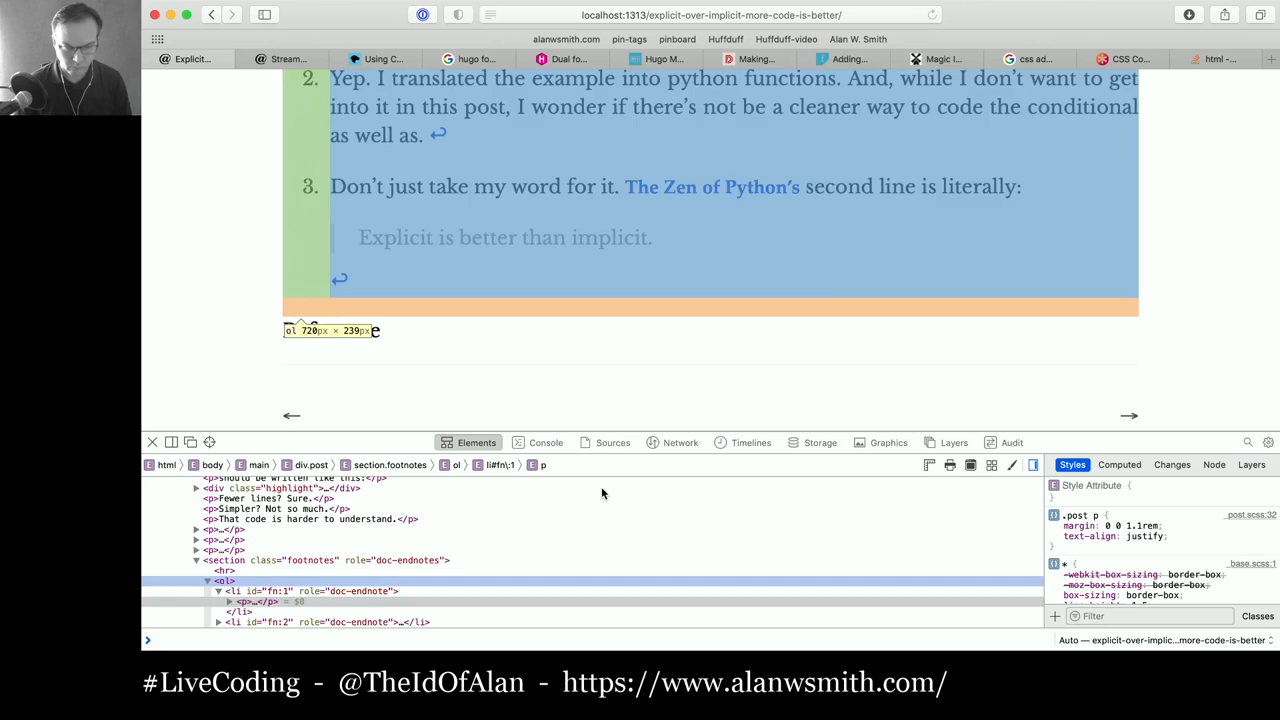 localhost:1313/explicit-over-implicit-more-code-is-better/
alanwsmith.com pin-tags pinboard Huffduff Huffduff-video Alan W. Smith
Explicit... Stream... Using C... hugo fo... Dual fo... Hugo M... Making... Adding... Magic I... css ad... CSS Co... html -...
2. Yep. I translated the example into python functions. And, while I don't want to get
into it in this post, I wonder if there's not be a cleaner way to code the conditional
as well as. ↩
3. Don't just take my word for it. The Zen of Python's second line is literally:
Explicit is better than implicit.
↩
ol 720px × 239px
← →
Elements Console Sources Network Timelines Storage Graphics Layers Audit
E html E body E main E div.post E section.footnotes E ol E li#fn\:1 E p
Styles Computed Changes Node Layers
<p>should be written like this:</p>
<div class="highlight">…</div>
<p>Fewer lines? Sure.</p>
<p>Simpler? Not so much.</p>
<p>That code is harder to understand.</p>
<p>…</p>
<p>…</p>
<p>…</p>
<section class="footnotes" role="doc-endnotes">
<hr>
<ol>
<li id="fn:1" role="doc-endnote">
<p>…</p> = $0
</li>
<li id="fn:2" role="doc-endnote">…</li>
E Style Attribute {
}
.post p { _post.scss:32
margin: 0 0 1.1rem;
text-align: justify;
}
* { _base.scss:1
-webkit-box-sizing: border-box;
-moz-box-sizing: border-box;
box-sizing: border-box;
Filter Classes
Auto — explicit-over-implic...more-code-is-better
#LiveCoding - @TheIdOfAlan - https://www.alanwsmith.com/